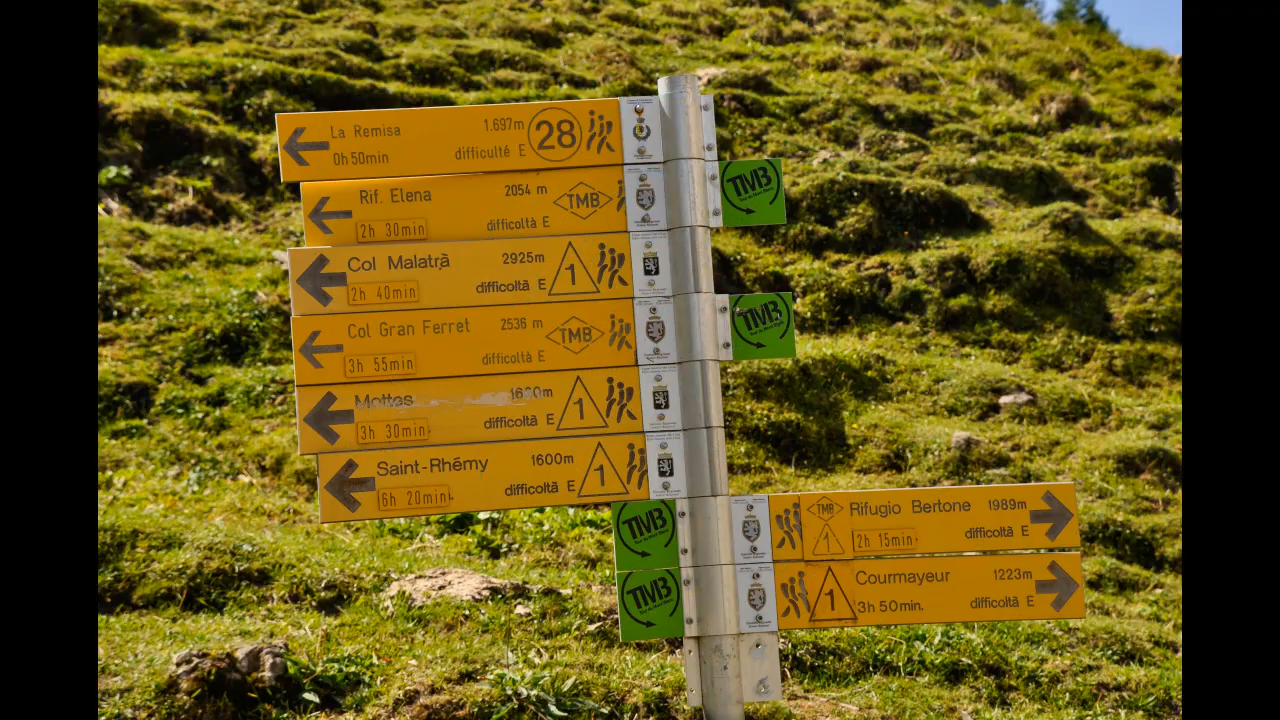 La Remisa 1.697m 28
0h 50min difficulté E
Rif. Elena 2054 m TMB
2h 30min difficoltà E
TMB
Col Malatrà 2925m 1
2h 40min difficoltà E
Col Gran Ferret 2536 m TMB
3h 55min difficoltà E
TMB
Mottes 1
3h 30min difficoltà E
Saint-Rhémy 1600m 1
6h 20min difficoltà E
TMB
TMB 1 Rifugio Bertone 1989m
2h 15min difficoltà E
TMB
1 Courmayeur 1223m
3h 50min. difficoltà E